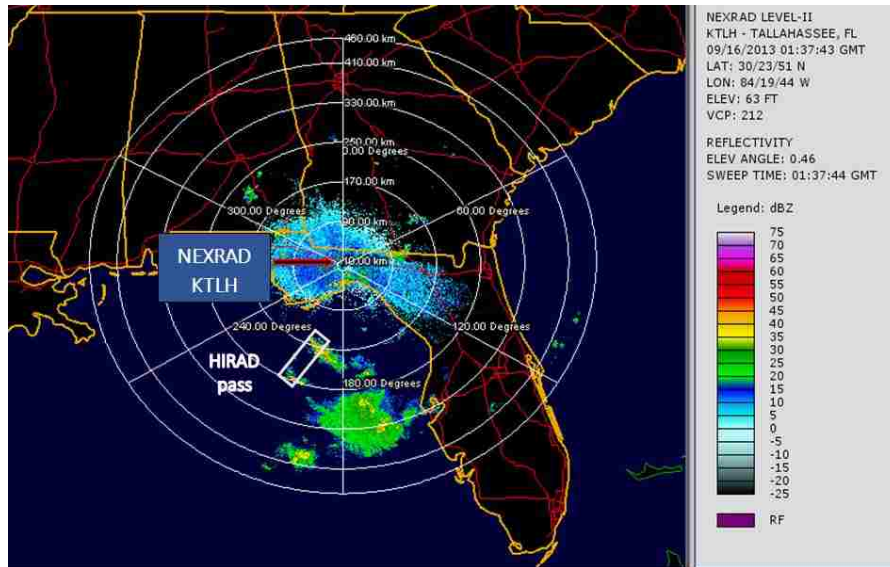 460.00 km
410.00 km
330.00 km
250.00 km
0.00 Degrees
170.00 km
300.00 Degrees
90.00 km
60.00 Degrees
NEXRAD
KTLH
10.00 km
240.00 Degrees
120.00 Degrees
HIRAD
pass
180.00 Degrees
NEXRAD LEVEL-II
KTLH - TALLAHASSEE, FL
09/16/2013 01:37:43 GMT
LAT: 30/23/51 N
LON: 84/19/44 W
ELEV: 63 FT
VCP: 212
REFLECTIVITY
ELEV ANGLE: 0.46
SWEEP TIME: 01:37:44 GMT
Legend: dBZ
75
70
65
60
55
50
45
40
35
30
25
20
15
10
5
0
-5
-10
-15
-20
-25
RF